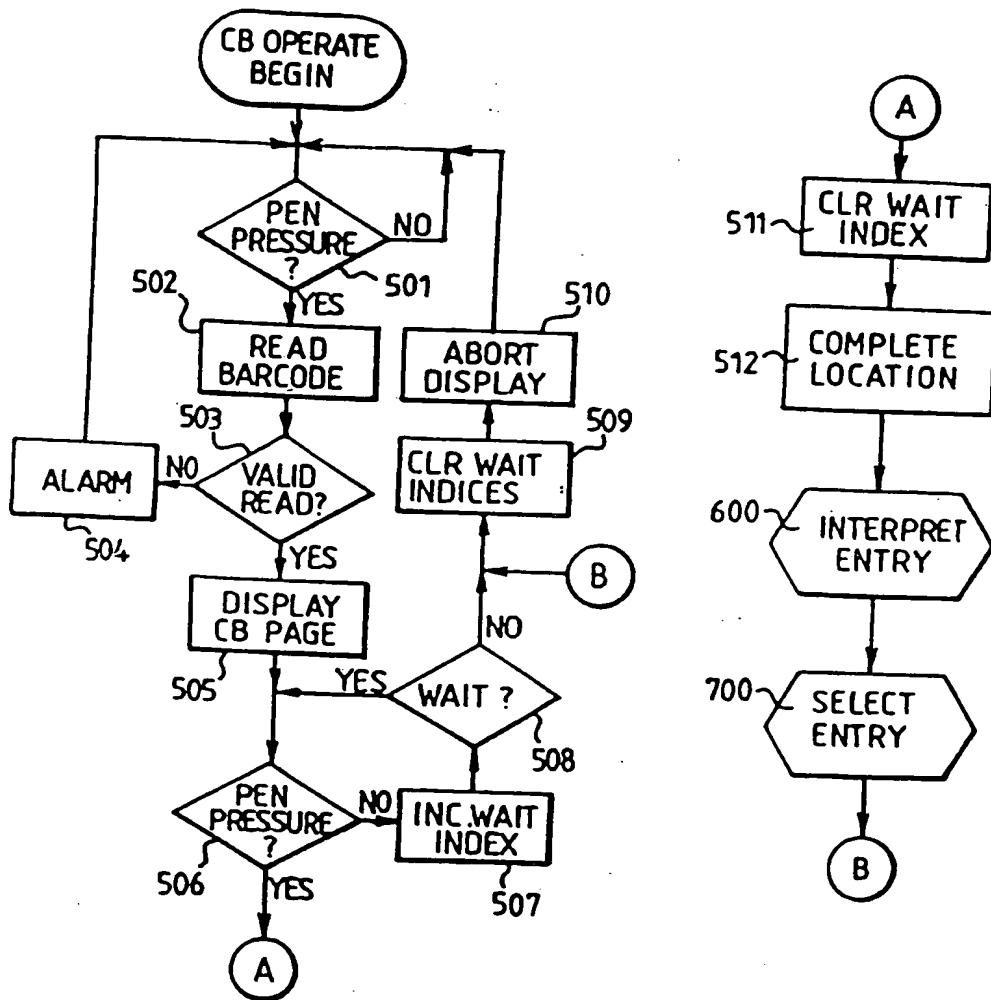 CB OPERATE
BEGIN
PEN
PRESSURE
?
NO
501
YES
502
READ
BARCODE
503
VALID
READ?
NO
ALARM
504
YES
DISPLAY
CB PAGE
505
PEN
PRESSURE
?
506
NO
YES
A
INC.WAIT
INDEX
507
WAIT ?
508
YES
NO
B
CLR WAIT
INDICES
509
ABORT
DISPLAY
510
A
CLR WAIT
INDEX
511
COMPLETE
LOCATION
512
INTERPRET
ENTRY
600
SELECT
ENTRY
700
B